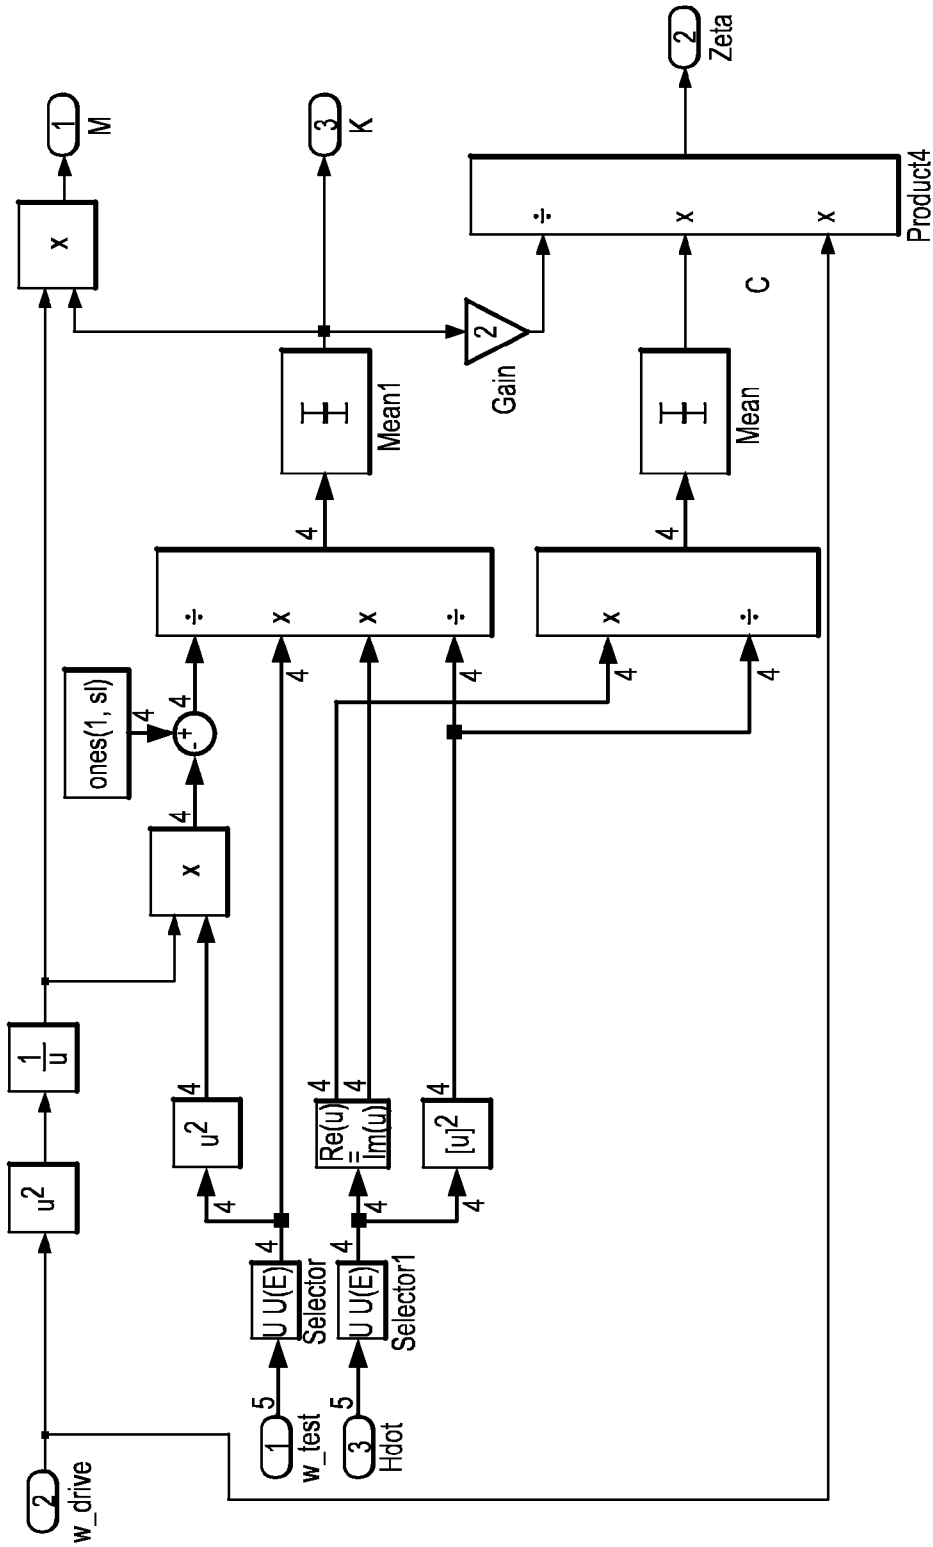 2
w_drive
u²
1
u
x
1
M
ones(1, sl)
4
+
-
4
÷
x
4
u²
4
4
5
1
w_test
U U(E)
Selector
4
4
x
x
÷
4
Mean1
3
K
5
3
Hdot
U U(E)
Selector1
4
4
Re(u)
=
Im(u)
4
4
[u]²
4
4
2
Gain
4
x
4
÷
4
Mean
C
÷
x
x
Product4
2
Zeta